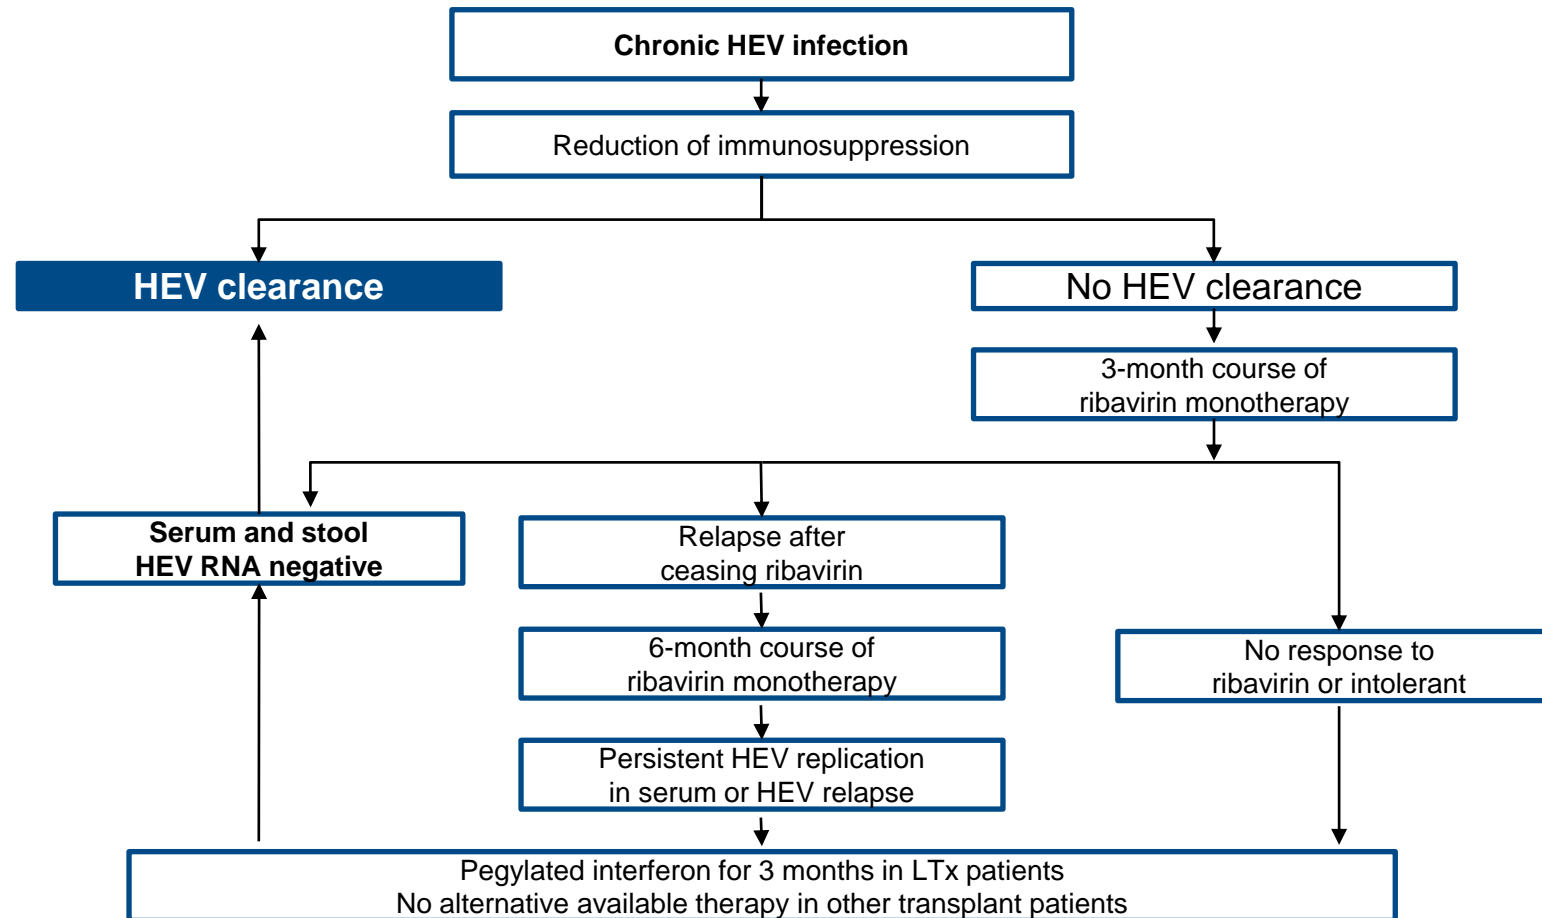 Chronic HEV infection
Reduction of immunosuppression
HEV clearance
No HEV clearance
3-month course of
ribavirin monotherapy
Serum and stool
HEV RNA negative
Relapse after
ceasing ribavirin
6-month course of
ribavirin monotherapy
No response to
ribavirin or intolerant
Persistent HEV replication
in serum or HEV relapse
Pegylated interferon for 3 months in LTx patients
No alternative available therapy in other transplant patients